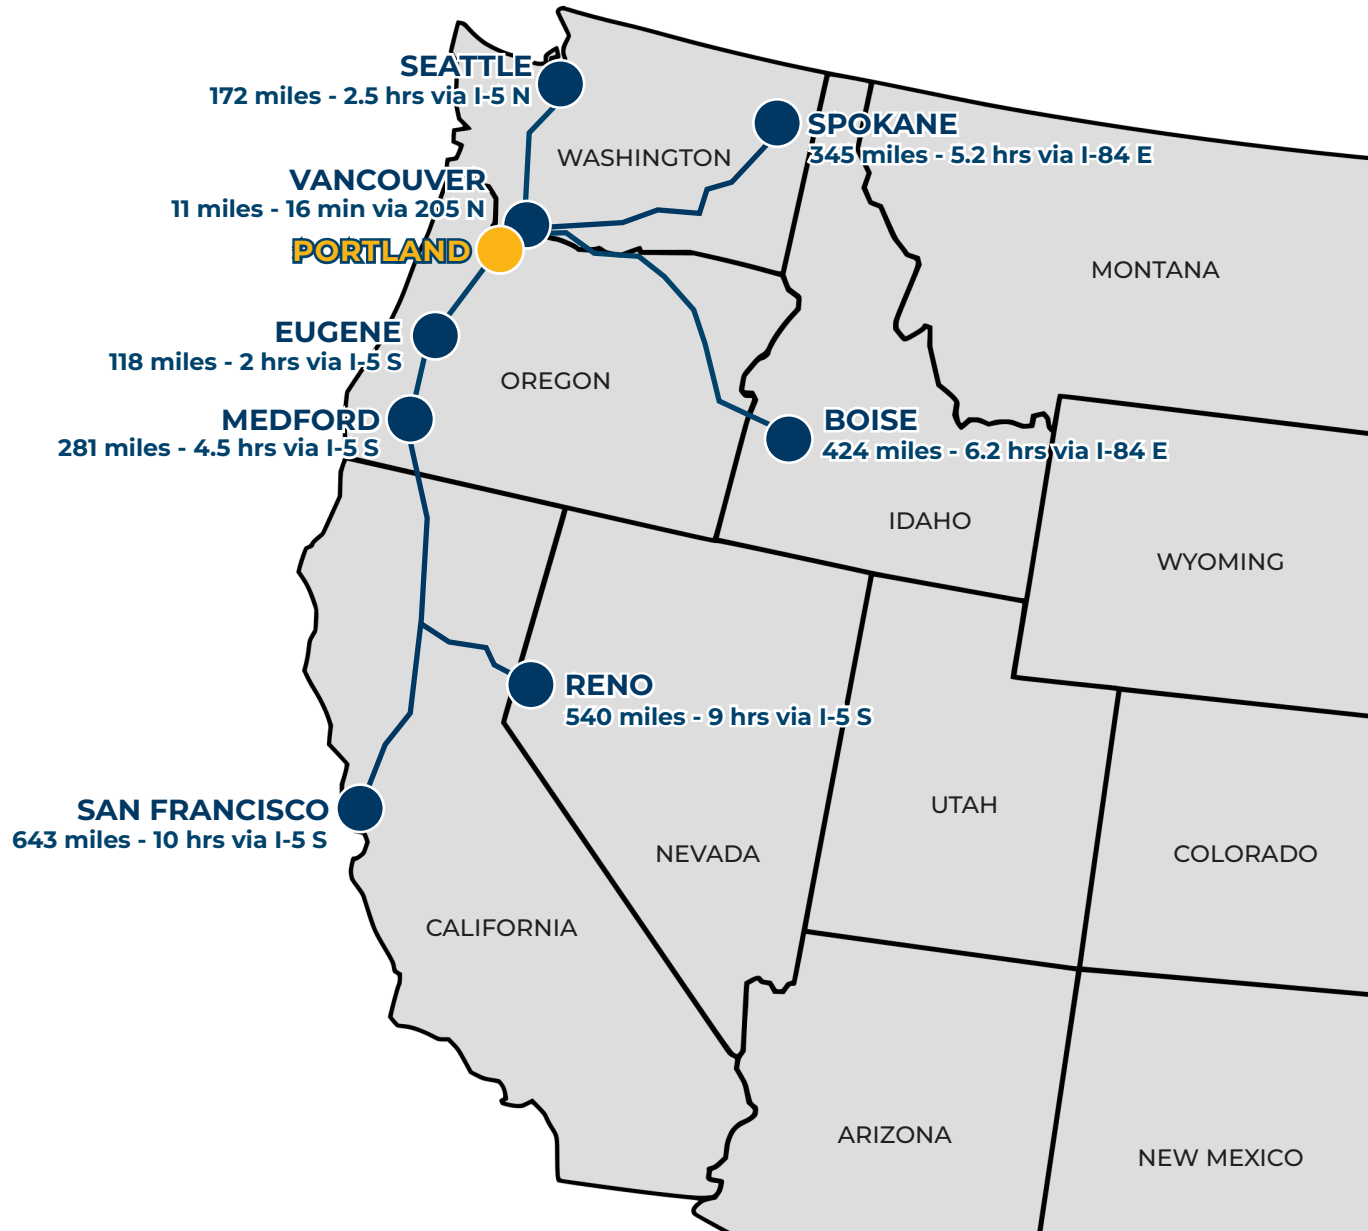 SEATTLE
172 miles - 2.5 hrs via I-5 N
SPOKANE
345 miles - 5.2 hrs via I-84 E
WASHINGTON
VANCOUVER
11 miles - 16 min via 205 N
PORTLAND
MONTANA
EUGENE
118 miles - 2 hrs via I-5 S
OREGON
MEDFORD
281 miles - 4.5 hrs via I-5 S
BOISE
424 miles - 6.2 hrs via I-84 E
IDAHO
WYOMING
RENO
540 miles - 9 hrs via I-5 S
SAN FRANCISCO
643 miles - 10 hrs via I-5 S
UTAH
NEVADA
COLORADO
CALIFORNIA
ARIZONA
NEW MEXICO